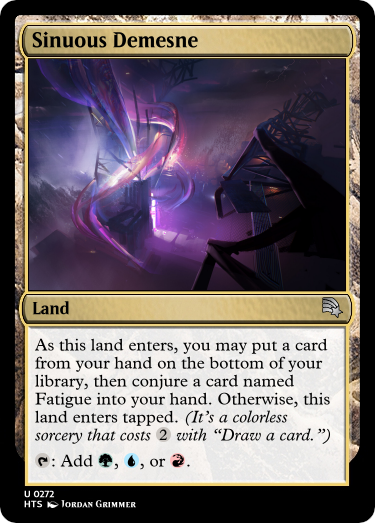 Sinuous Demesne
Land
As this land enters, you may put a card
from your hand on the bottom of your
library, then conjure a card named
Fatigue into your hand. Otherwise, this
land enters tapped. (It's a colorless
sorcery that costs 2 with “Draw a card.”)
: Add , , or .
U 0272
HTS JORDAN GRIMMER